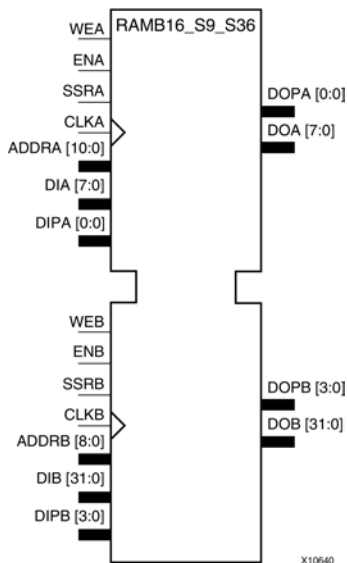 RAMB16_S9_S36
WEA
ENA
SSRA
CLKA
ADDRA [10:0]
DIA [7:0]
DIPA [0:0]
DOPA [0:0]
DOA [7:0]
WEB
ENB
SSRB
CLKB
ADDRB [8:0]
DIB [31:0]
DIPB [3:0]
DOPB [3:0]
DOB [31:0]
X10640